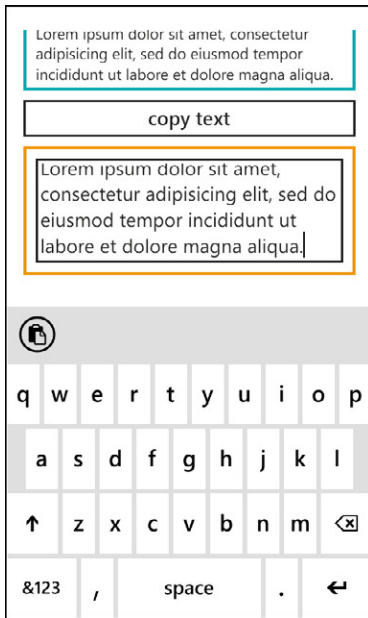 Lorem ipsum dolor sit amet, consectetur
adipisicing elit, sed do eiusmod tempor
incididunt ut labore et dolore magna aliqua.
copy text
Lorem ipsum dolor sit amet,
consectetur adipisicing elit, sed do
eiusmod tempor incididunt ut
labore et dolore magna aliqua.
q w e r t y u i o p
a s d f g h j k l
z x c v b n m
&123 , space .